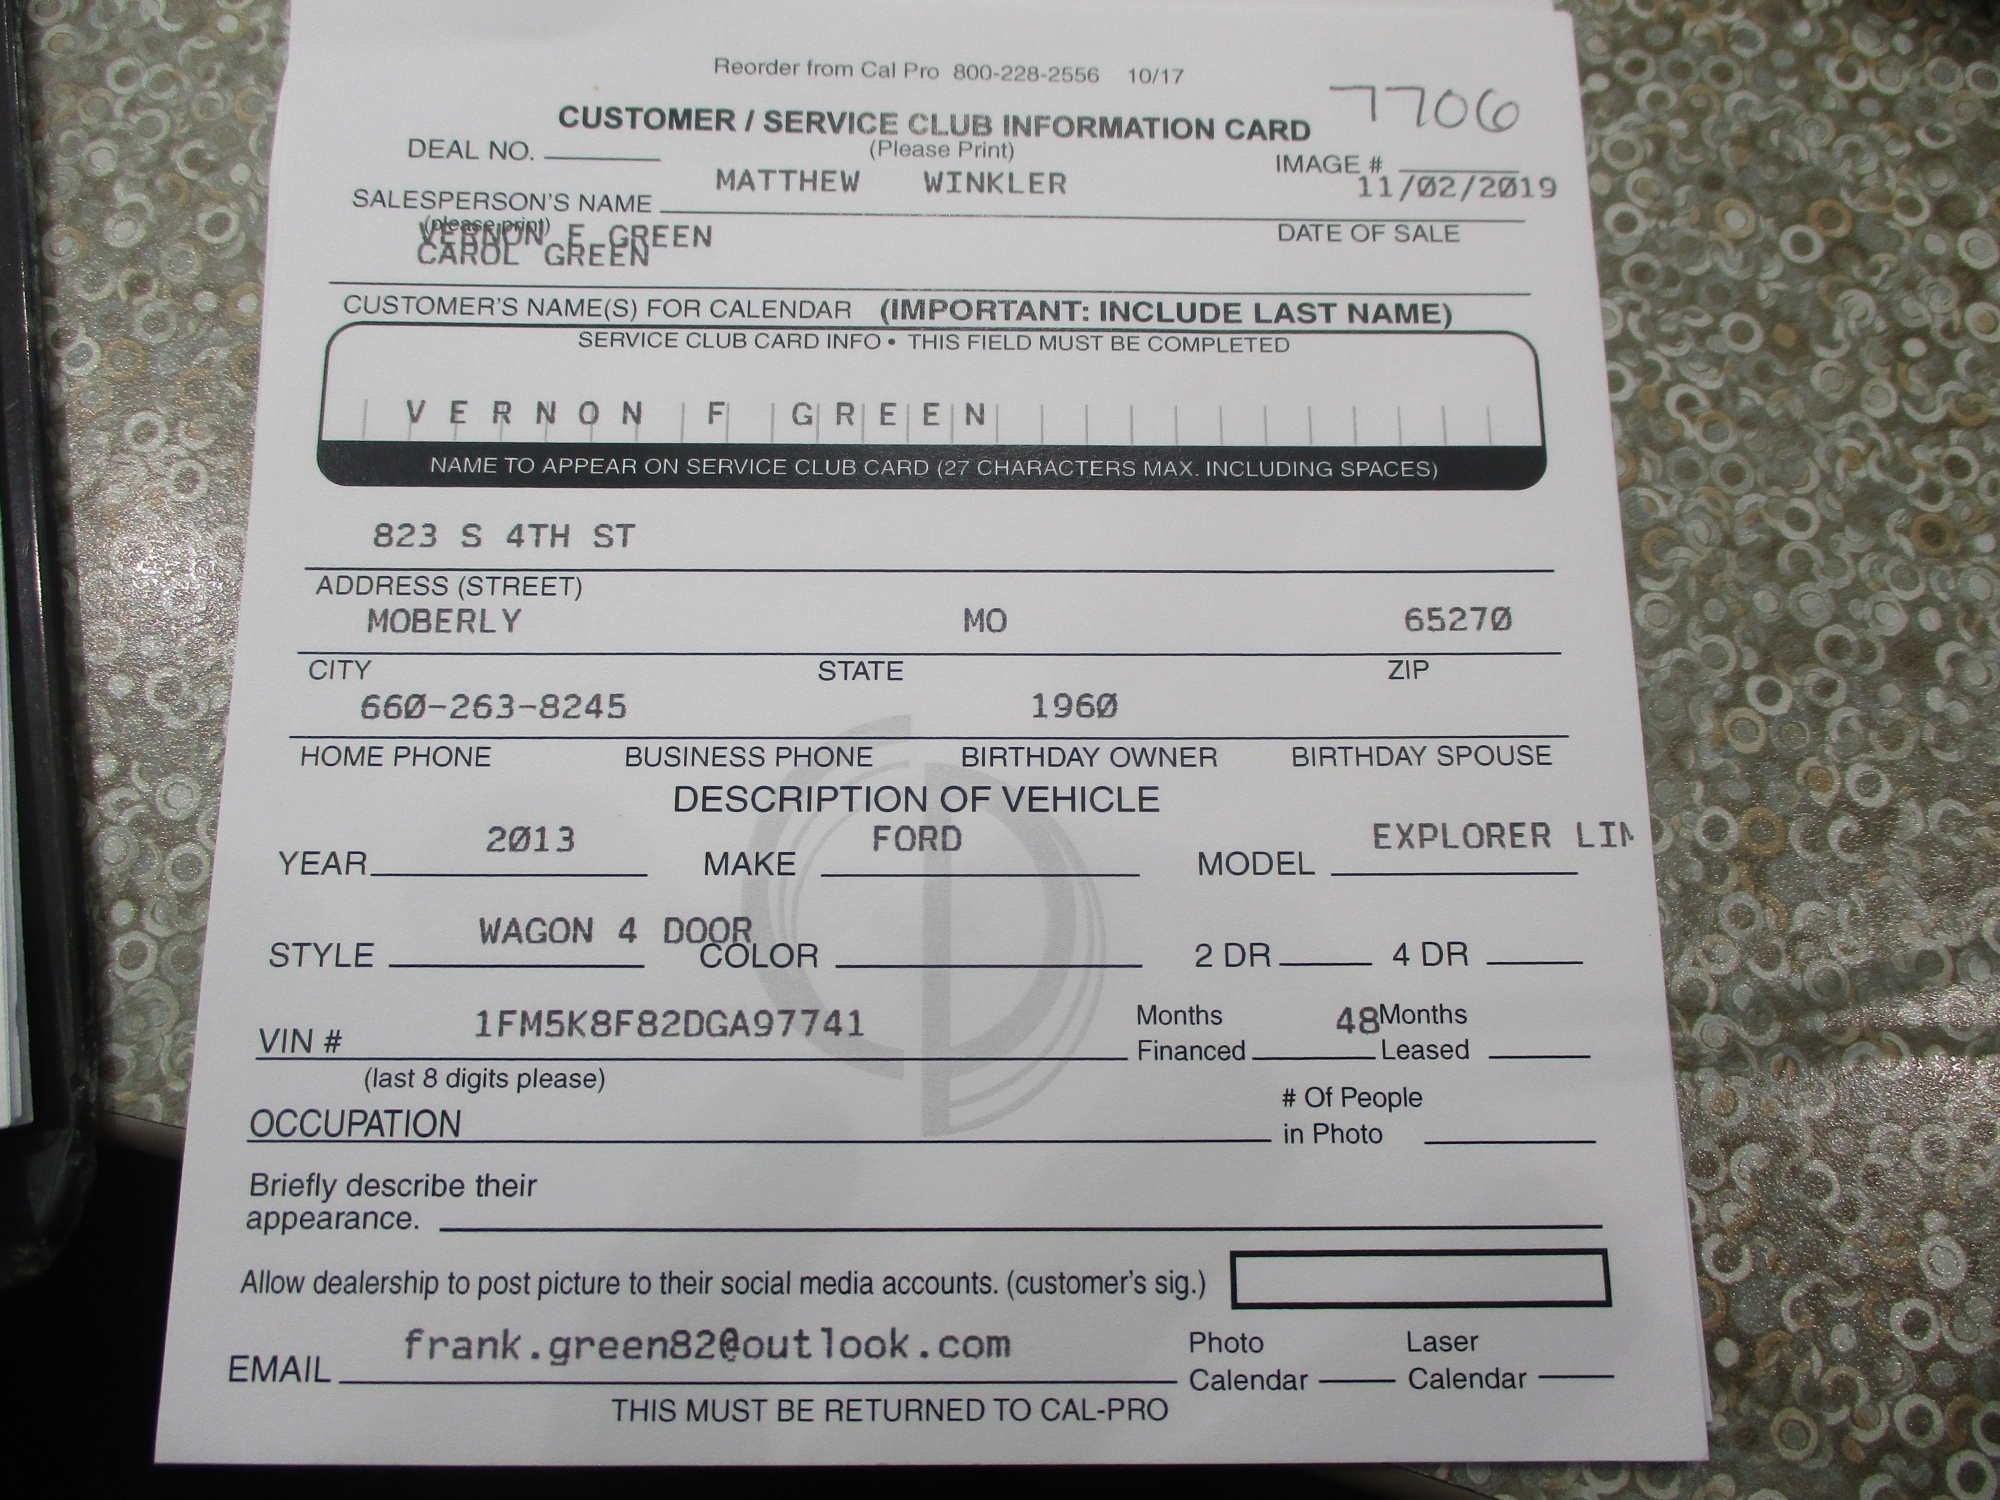 Reorder from Cal Pro 800-228-2556 10/17
7706
CUSTOMER / SERVICE CLUB INFORMATION CARD
(Please Print)
DEAL NO.
IMAGE #
MATTHEW WINKLER
11/02/2019
SALESPERSON'S NAME
(please print)
DATE OF SALE
VERNON F GREEN
CAROL GREEN
CUSTOMER'S NAME(S) FOR CALENDAR (IMPORTANT: INCLUDE LAST NAME)
SERVICE CLUB CARD INFO • THIS FIELD MUST BE COMPLETED
VERNON F GREEN
NAME TO APPEAR ON SERVICE CLUB CARD (27 CHARACTERS MAX. INCLUDING SPACES)
823 S 4TH ST
ADDRESS (STREET)
MOBERLY MO 65270
CITY STATE ZIP
660-263-8245 1960
HOME PHONE BUSINESS PHONE BIRTHDAY OWNER BIRTHDAY SPOUSE
DESCRIPTION OF VEHICLE
YEAR 2013 MAKE FORD MODEL EXPLORER LIM
STYLE WAGON 4 DOOR COLOR 2 DR 4 DR
VIN # 1FM5K8F82DGA97741 Months Financed 48 Months Leased
(last 8 digits please)
OCCUPATION # Of People in Photo
Briefly describe their
appearance.
Allow dealership to post picture to their social media accounts. (customer's sig.)
EMAIL frank.green82@outlook.com Photo Calendar Laser Calendar
THIS MUST BE RETURNED TO CAL-PRO